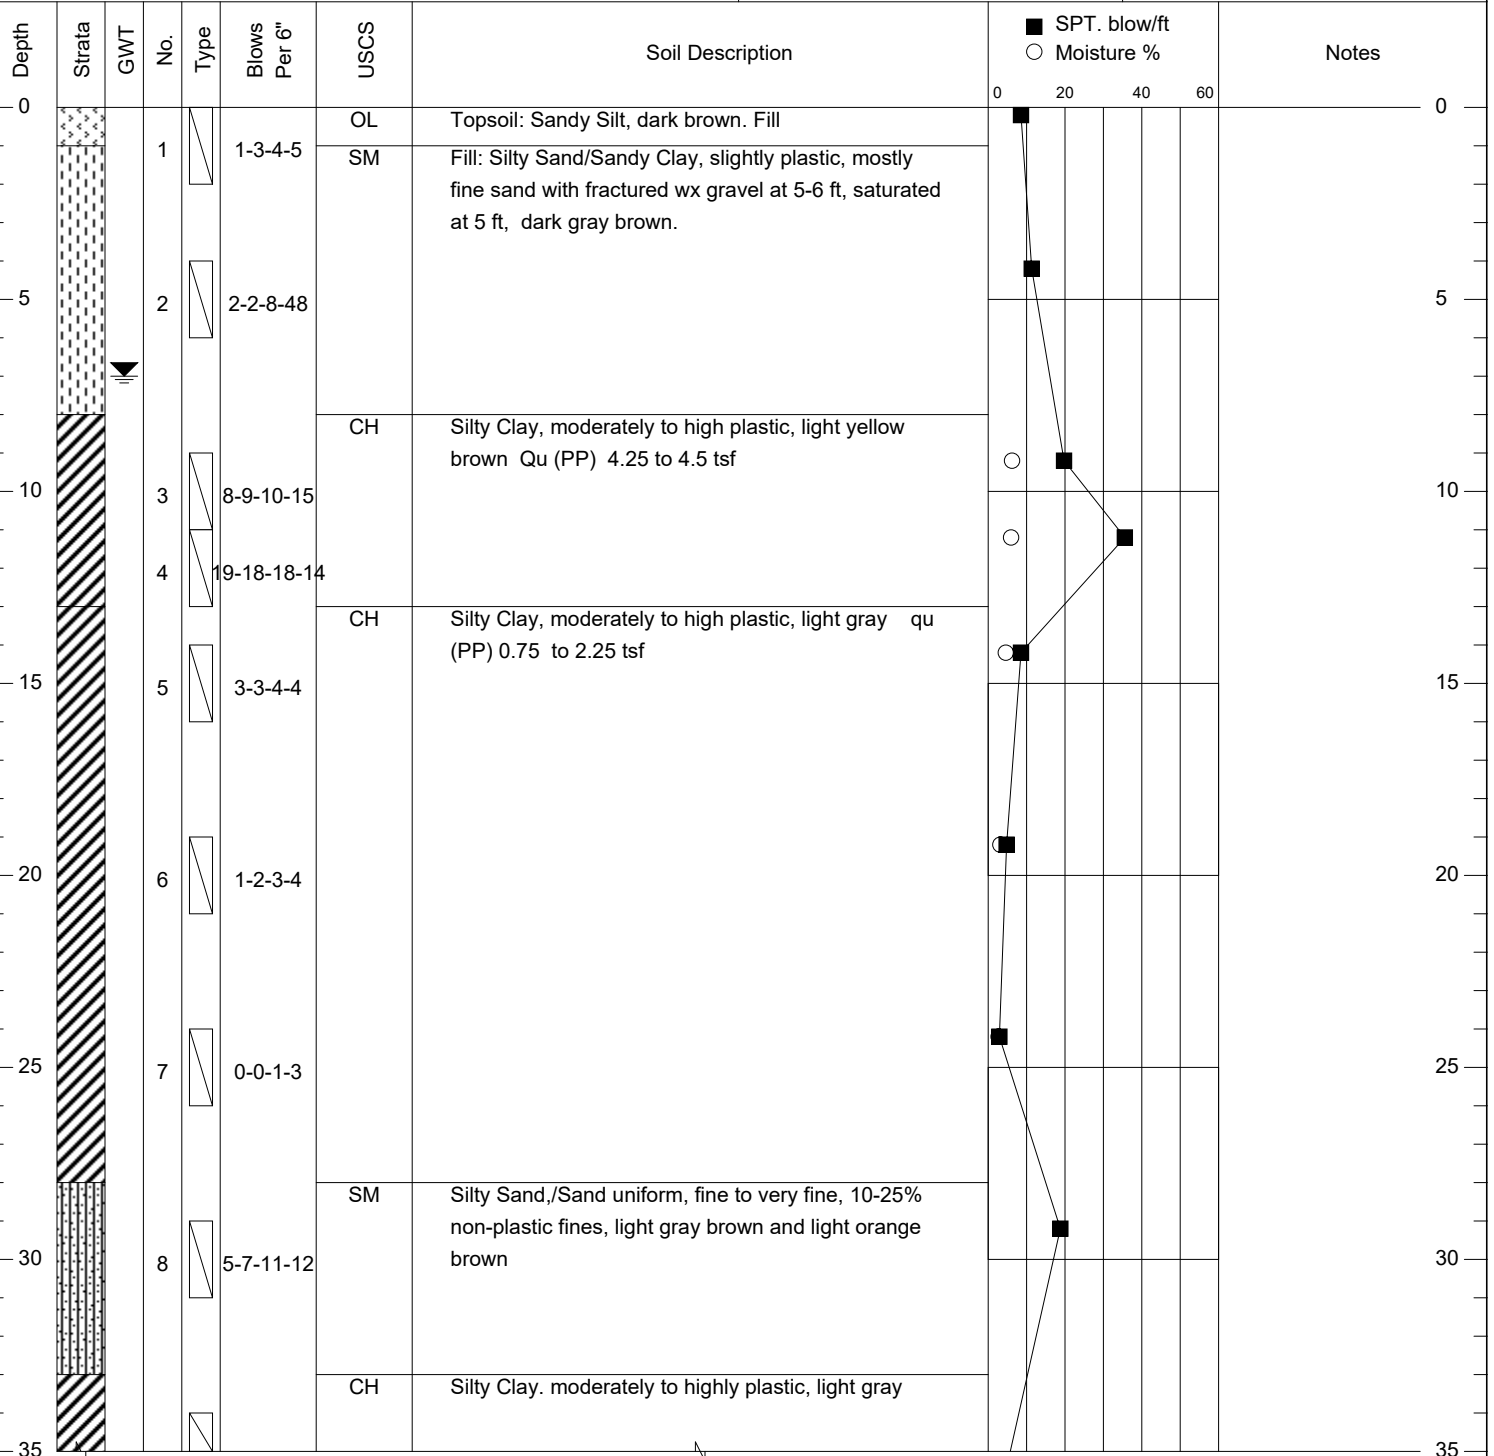 Depth
Strata
GWT
No.
Type
Blows
Per 6"
USCS
Soil Description
SPT. blow/ft
Moisture %
Notes
0 20 40 60
0 OL Topsoil: Sandy Silt, dark brown. Fill 0
1 1-3-4-5 SM Fill: Silty Sand/Sandy Clay, slightly plastic, mostly
fine sand with fractured wx gravel at 5-6 ft, saturated
at 5 ft, dark gray brown.
5 2 2-2-8-48 5
CH Silty Clay, moderately to high plastic, light yellow
brown Qu (PP) 4.25 to 4.5 tsf
10 3 8-9-10-15 10
4 19-18-18-14
CH Silty Clay, moderately to high plastic, light gray qu
(PP) 0.75 to 2.25 tsf
15 5 3-3-4-4 15
20 6 1-2-3-4 20
25 7 0-0-1-3 25
SM Silty Sand,/Sand uniform, fine to very fine, 10-25%
non-plastic fines, light gray brown and light orange
brown
30 8 5-7-11-12 30
CH Silty Clay. moderately to highly plastic, light gray
35 35